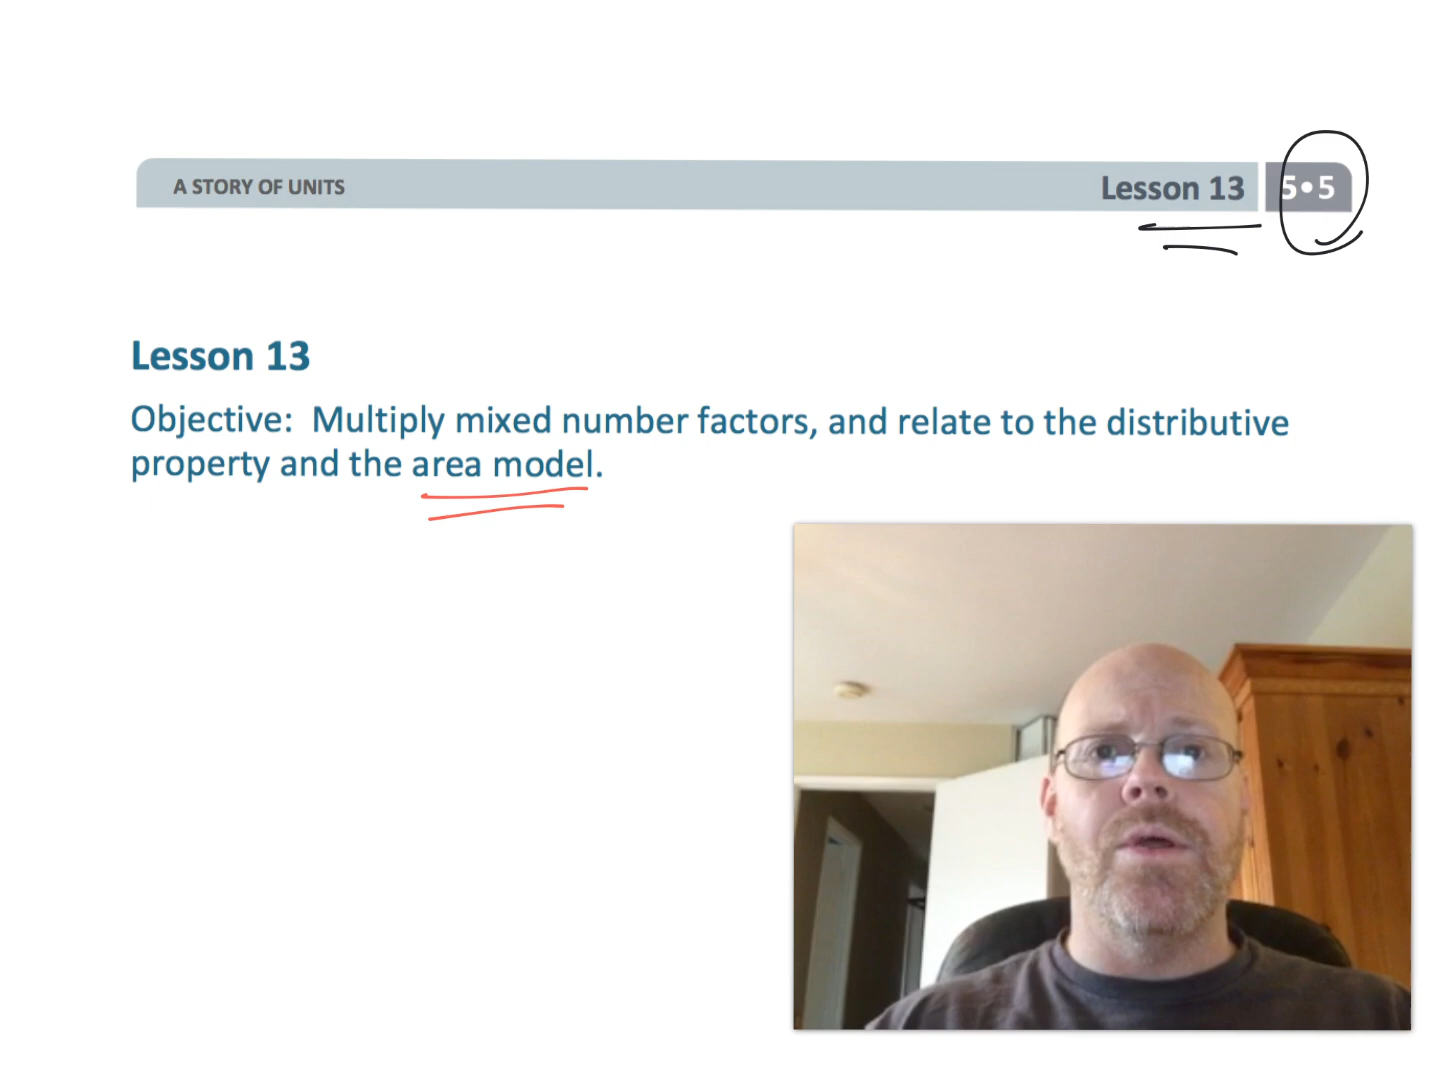 A STORY OF UNITS
Lesson 13
5•5
Lesson 13
Objective:  Multiply mixed number factors, and relate to the distributive
property and the area model.